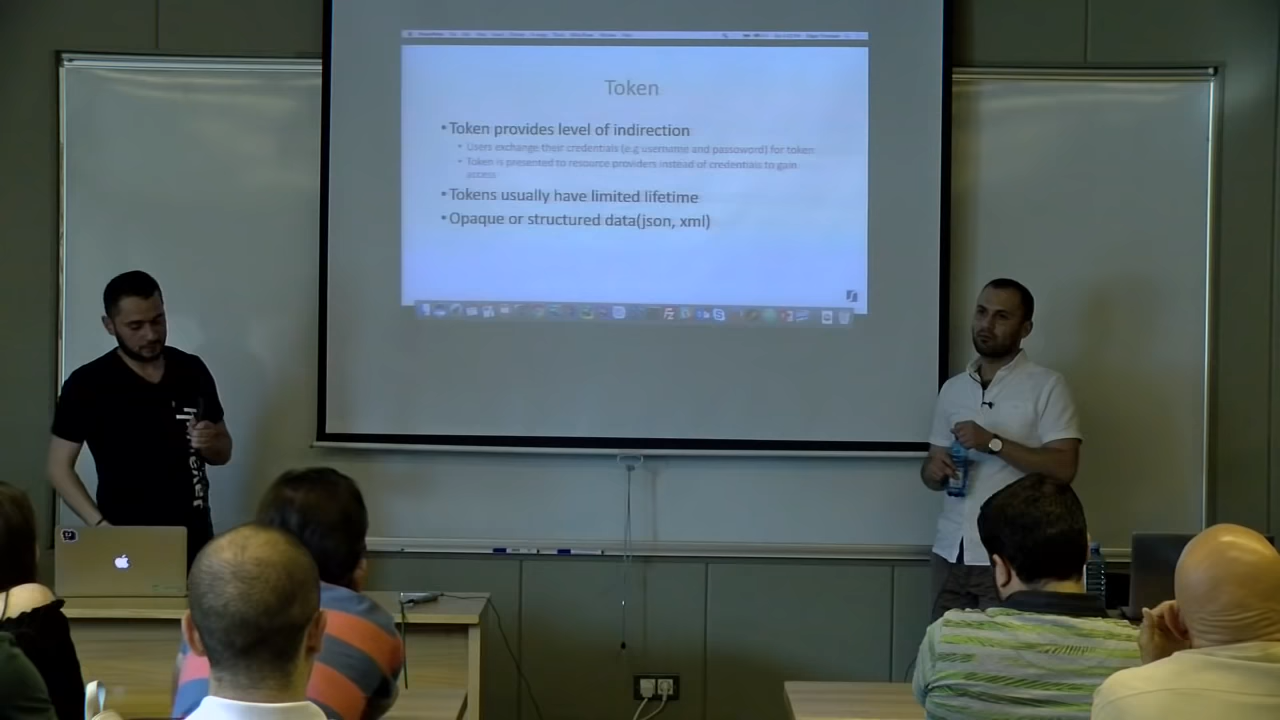 Token
• Token provides level of indirection
• Users exchange their credentials (e.g username and passoword) for token
• Token is presented to resource providers instead of credentials to gain
access
• Tokens usually have limited lifetime
• Opaque or structured data(json, xml)